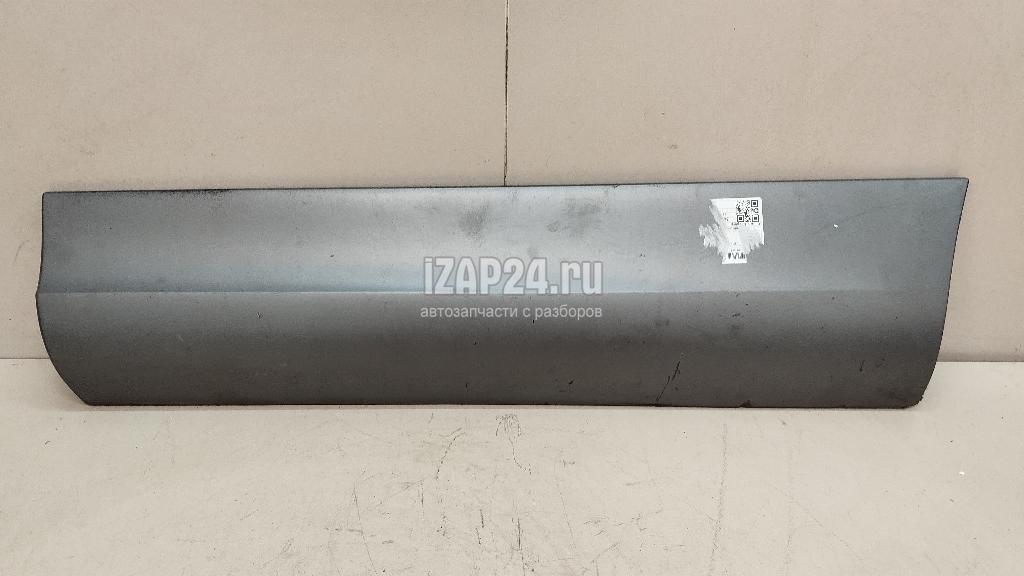 iZAP24.ru
автозапчасти с разборов